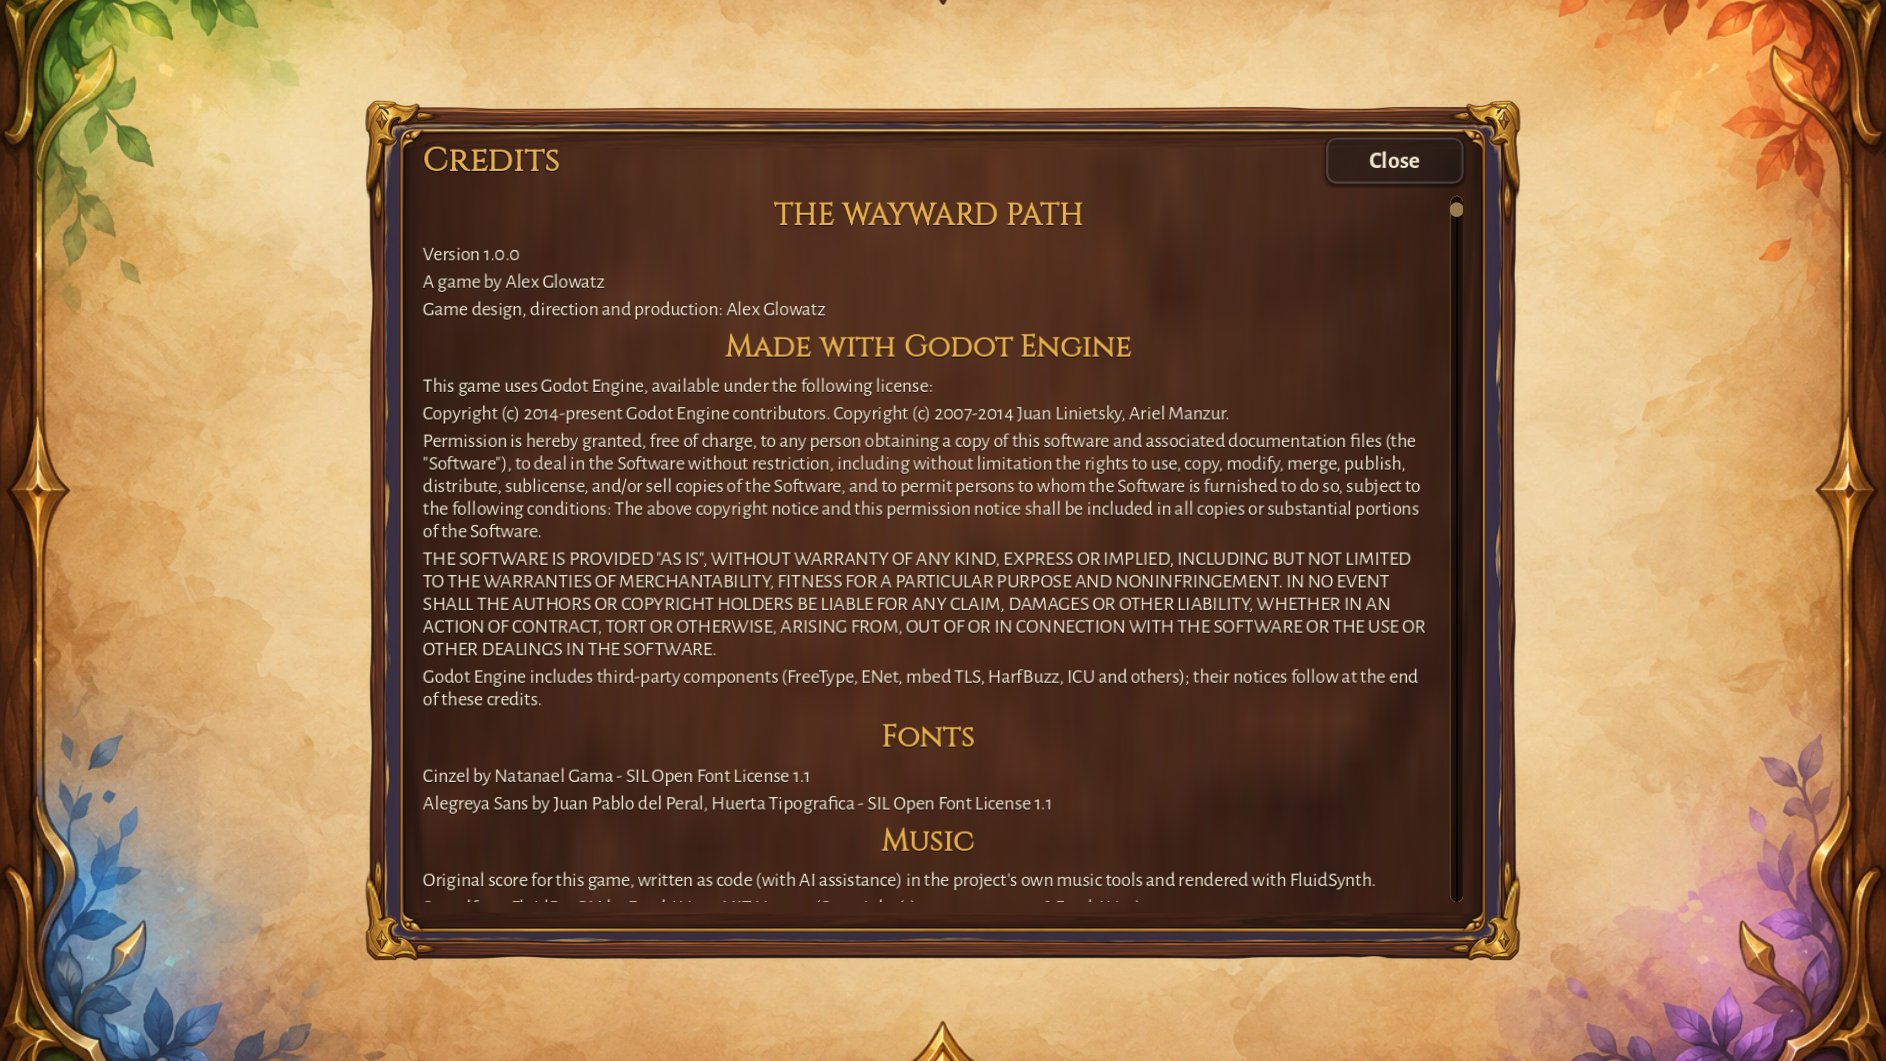 Credits
Close
THE WAYWARD PATH
Version 1.0.0
A game by Alex Glowatz
Game design, direction and production: Alex Glowatz
Made with Godot Engine
This game uses Godot Engine, available under the following license:
Copyright (c) 2014-present Godot Engine contributors. Copyright (c) 2007-2014 Juan Linietsky, Ariel Manzur.
Permission is hereby granted, free of charge, to any person obtaining a copy of this software and associated documentation files (the
"Software"), to deal in the Software without restriction, including without limitation the rights to use, copy, modify, merge, publish,
distribute, sublicense, and/or sell copies of the Software, and to permit persons to whom the Software is furnished to do so, subject to
the following conditions: The above copyright notice and this permission notice shall be included in all copies or substantial portions
of the Software.
THE SOFTWARE IS PROVIDED "AS IS", WITHOUT WARRANTY OF ANY KIND, EXPRESS OR IMPLIED, INCLUDING BUT NOT LIMITED
TO THE WARRANTIES OF MERCHANTABILITY, FITNESS FOR A PARTICULAR PURPOSE AND NONINFRINGEMENT. IN NO EVENT
SHALL THE AUTHORS OR COPYRIGHT HOLDERS BE LIABLE FOR ANY CLAIM, DAMAGES OR OTHER LIABILITY, WHETHER IN AN
ACTION OF CONTRACT, TORT OR OTHERWISE, ARISING FROM, OUT OF OR IN CONNECTION WITH THE SOFTWARE OR THE USE OR
OTHER DEALINGS IN THE SOFTWARE.
Godot Engine includes third-party components (FreeType, ENet, mbed TLS, HarfBuzz, ICU and others); their notices follow at the end
of these credits.
Fonts
Cinzel by Natanael Gama - SIL Open Font License 1.1
Alegreya Sans by Juan Pablo del Peral, Huerta Tipografica - SIL Open Font License 1.1
Music
Original score for this game, written as code (with AI assistance) in the project's own music tools and rendered with FluidSynth.